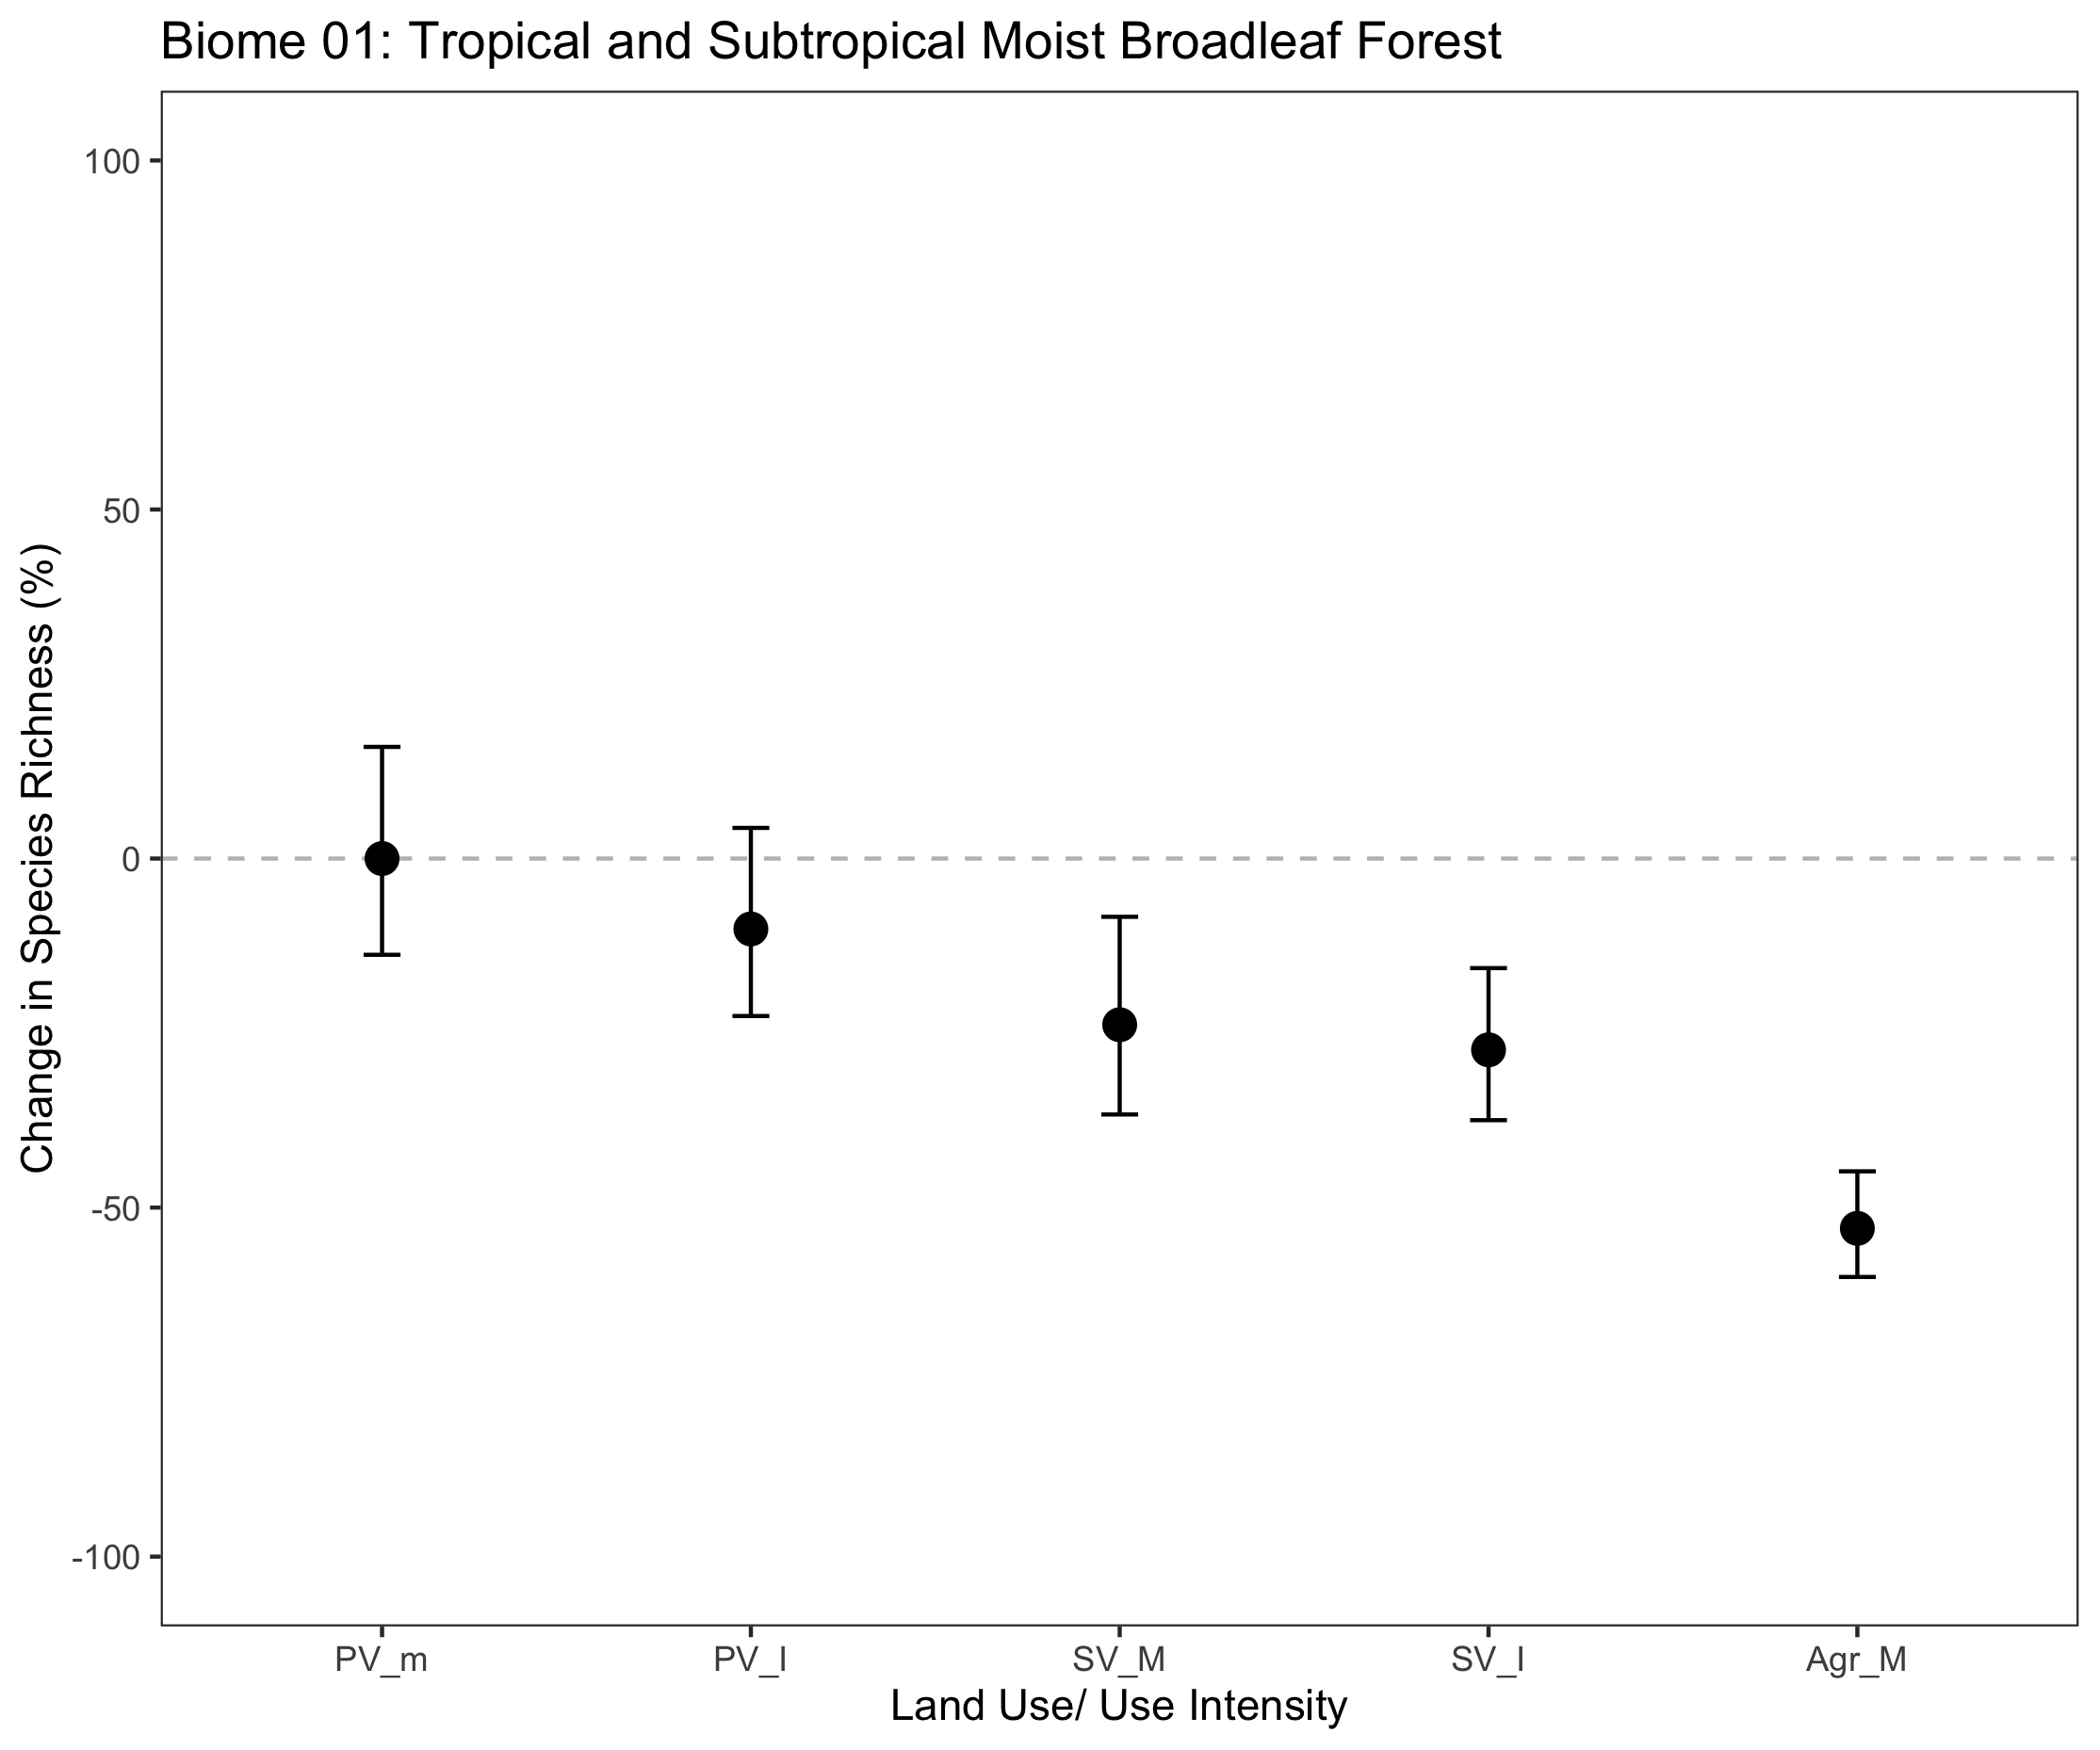 Biome 01: Tropical and Subtropical Moist Broadleaf Forest
Change in Species Richness (%)
100
50
0
-50
-100
PV_m PV_I SV_M SV_I Agr_M
Land Use/ Use Intensity